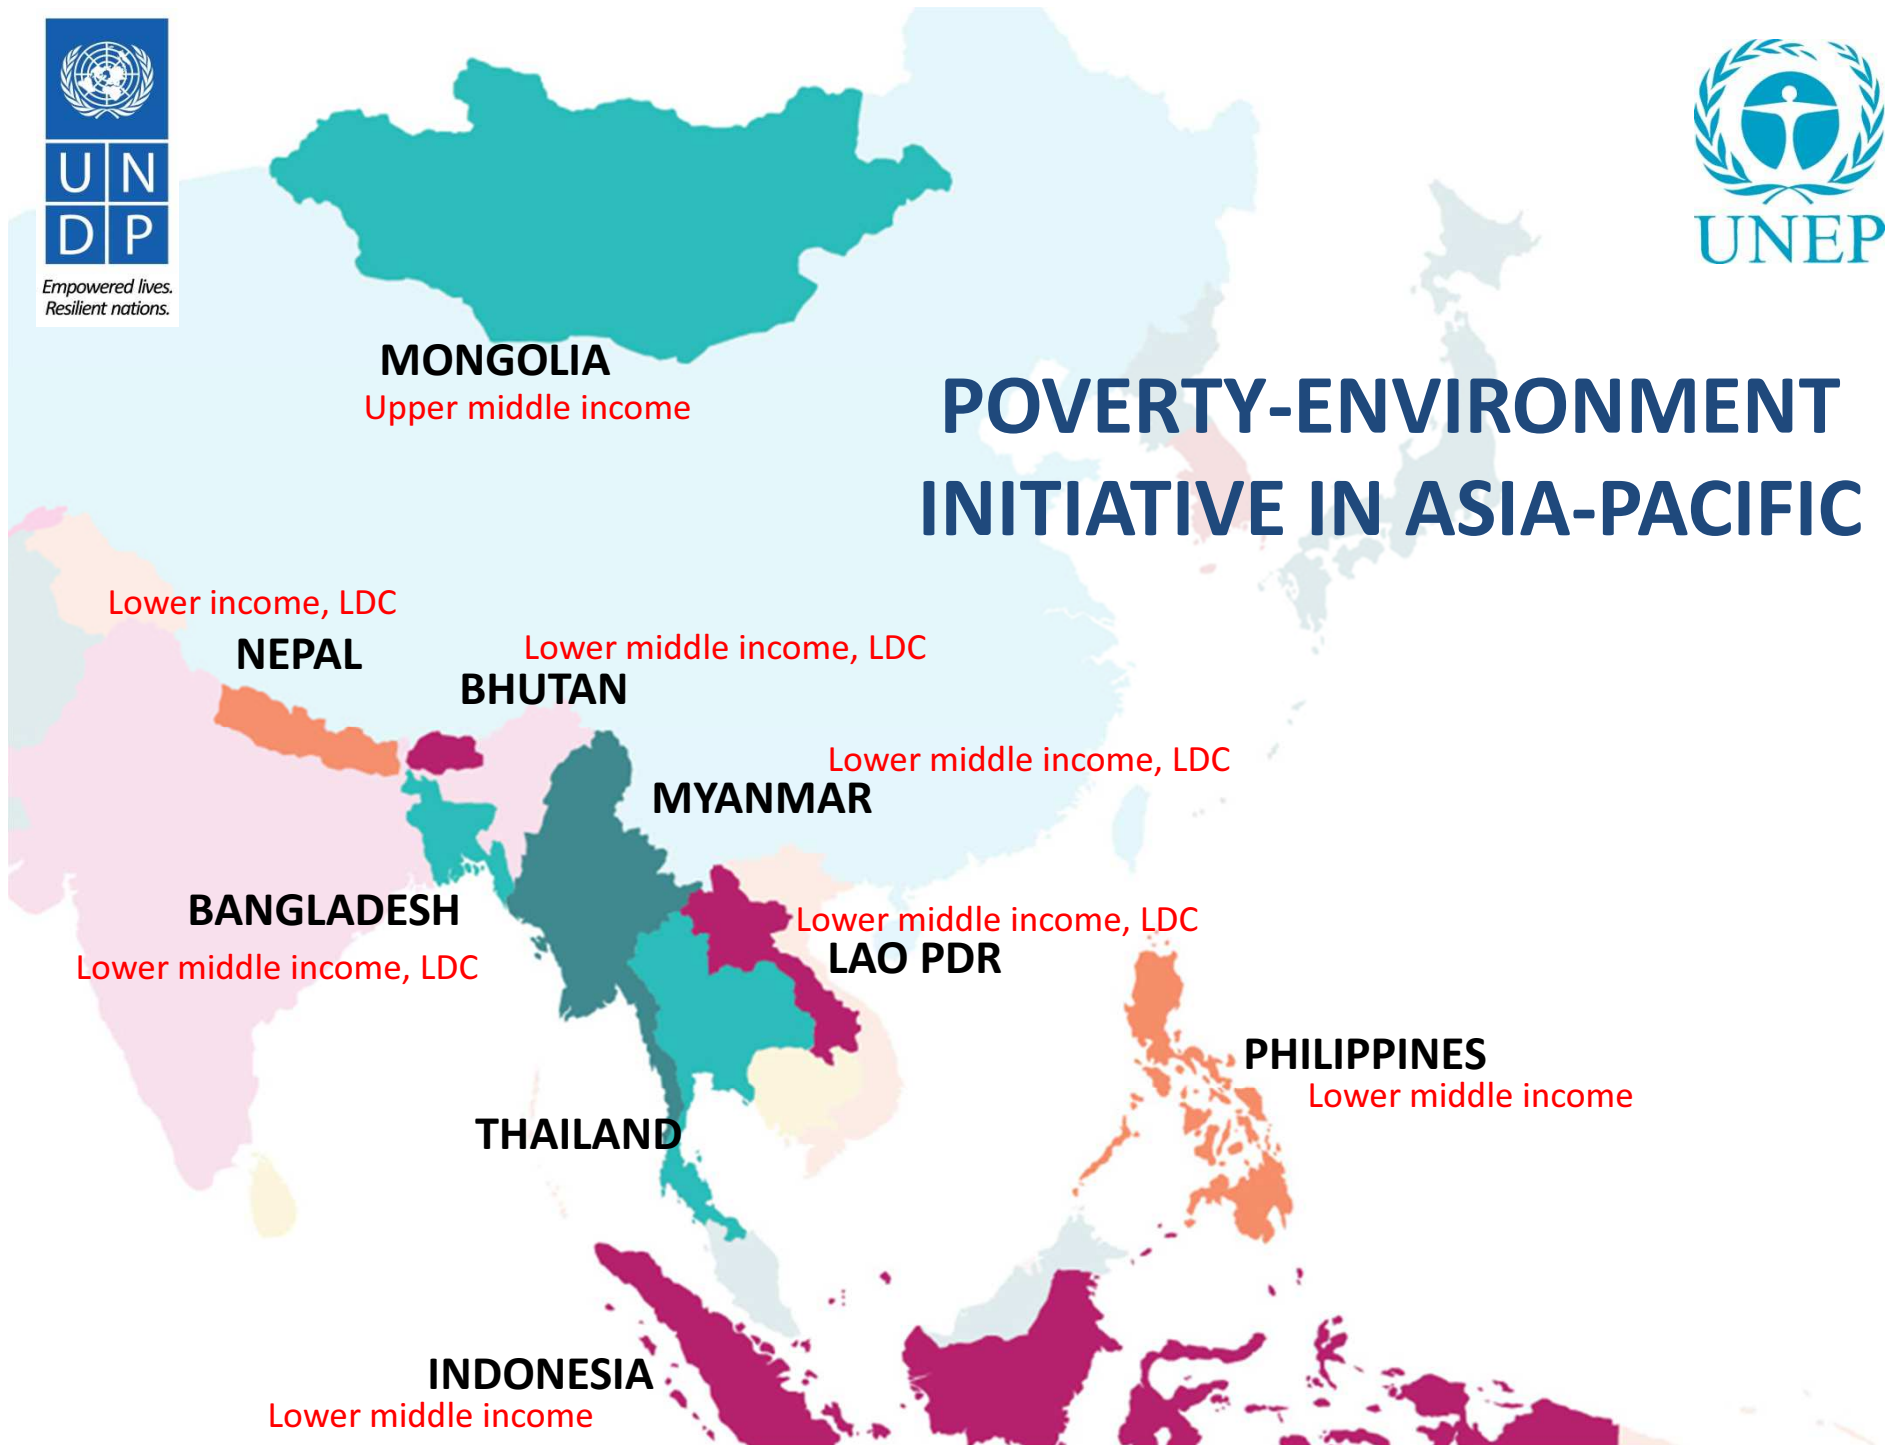 UN
DP
Empowered lives.
Resilient nations.
UNEP
MONGOLIA
Upper middle income
POVERTY-ENVIRONMENT
INITIATIVE IN ASIA-PACIFIC
Lower income, LDC
NEPAL
Lower middle income, LDC
BHUTAN
Lower middle income, LDC
MYANMAR
BANGLADESH
Lower middle income, LDC
Lower middle income, LDC
LAO PDR
PHILIPPINES
Lower middle income
THAILAND
INDONESIA
Lower middle income